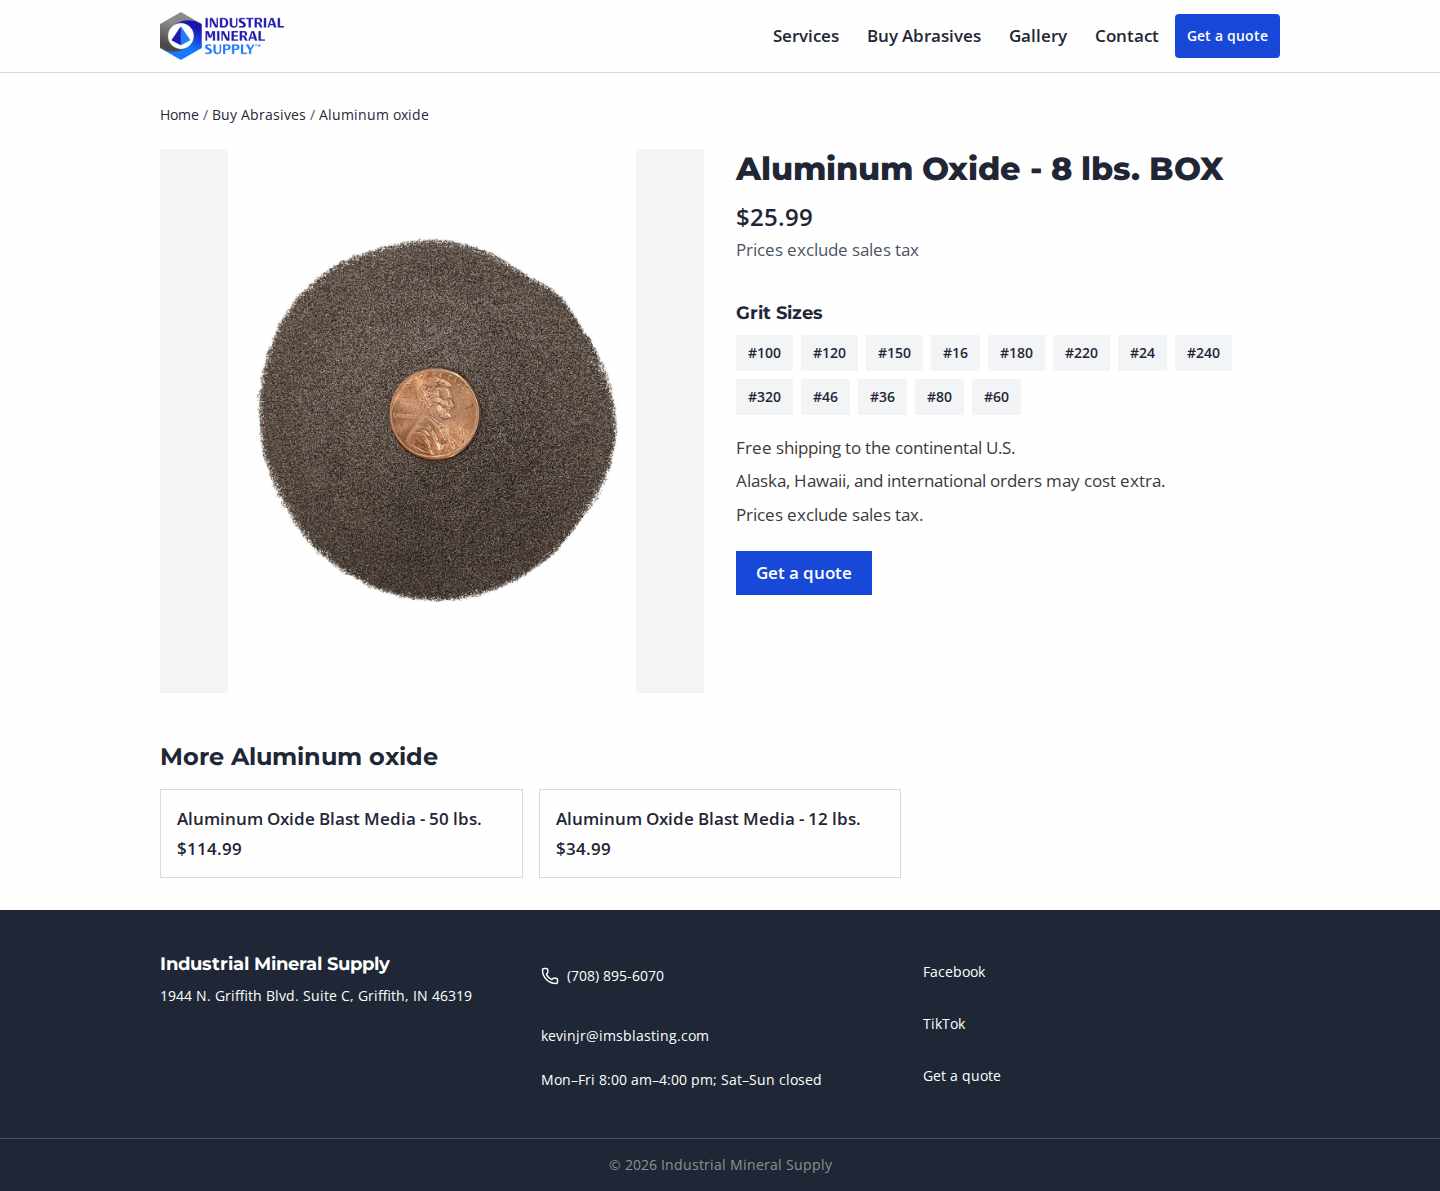 INDUSTRIAL
MINERAL
SUPPLY™
Services
Buy Abrasives
Gallery
Contact
Get a quote
Home / Buy Abrasives / Aluminum oxide
Aluminum Oxide - 8 lbs. BOX
$25.99
Prices exclude sales tax
Grit Sizes
#100 #120 #150 #16 #180 #220 #24 #240
#320 #46 #36 #80 #60
Free shipping to the continental U.S.
Alaska, Hawaii, and international orders may cost extra.
Prices exclude sales tax.
Get a quote
More Aluminum oxide
Aluminum Oxide Blast Media - 50 lbs.
$114.99
Aluminum Oxide Blast Media - 12 lbs.
$34.99
Industrial Mineral Supply
1944 N. Griffith Blvd. Suite C, Griffith, IN 46319
(708) 895-6070
kevinjr@imsblasting.com
Mon–Fri 8:00 am–4:00 pm; Sat–Sun closed
Facebook
TikTok
Get a quote
© 2026 Industrial Mineral Supply